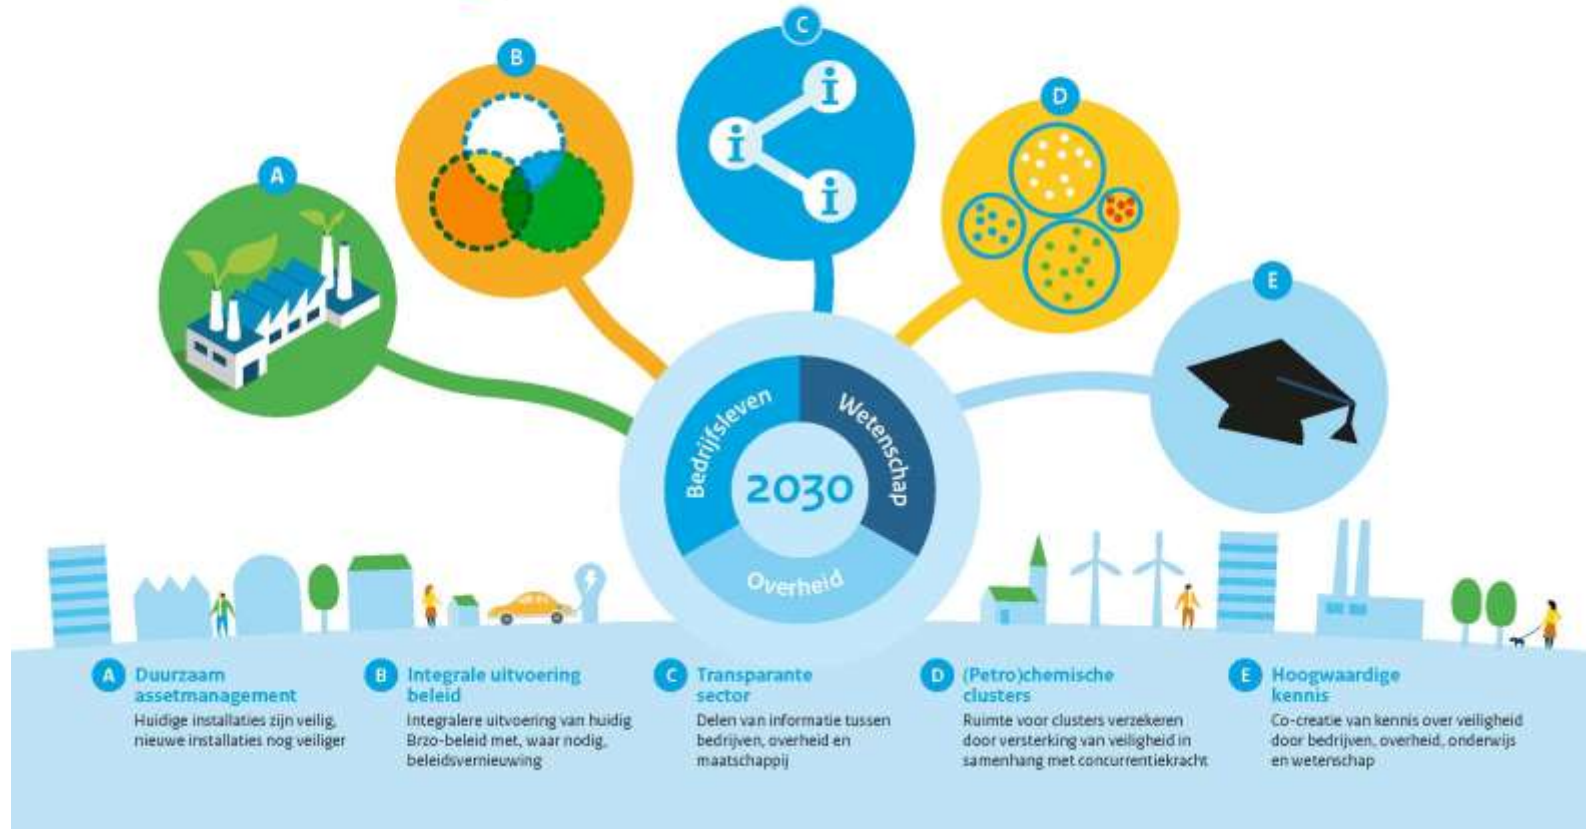 A
B
C
D
E
Bedrijfsleven
Wetenschap
2030
Overheid
A Duurzaam
assetmanagement
Huidige installaties zijn veilig,
nieuwe installaties nog veiliger
B Integrale uitvoering
beleid
Integralere uitvoering van huidig
Brzo-beleid met, waar nodig,
beleidsvernieuwing
C Transparante
sector
Delen van informatie tussen
bedrijven, overheid en
maatschappij
D (Petro)chemische
clusters
Ruimte voor clusters verzekeren
door versterking van veiligheid in
samenhang met concurrentiekracht
E Hoogwaardige
kennis
Co-creatie van kennis over veiligheid
door bedrijven, overheid, onderwijs
en wetenschap